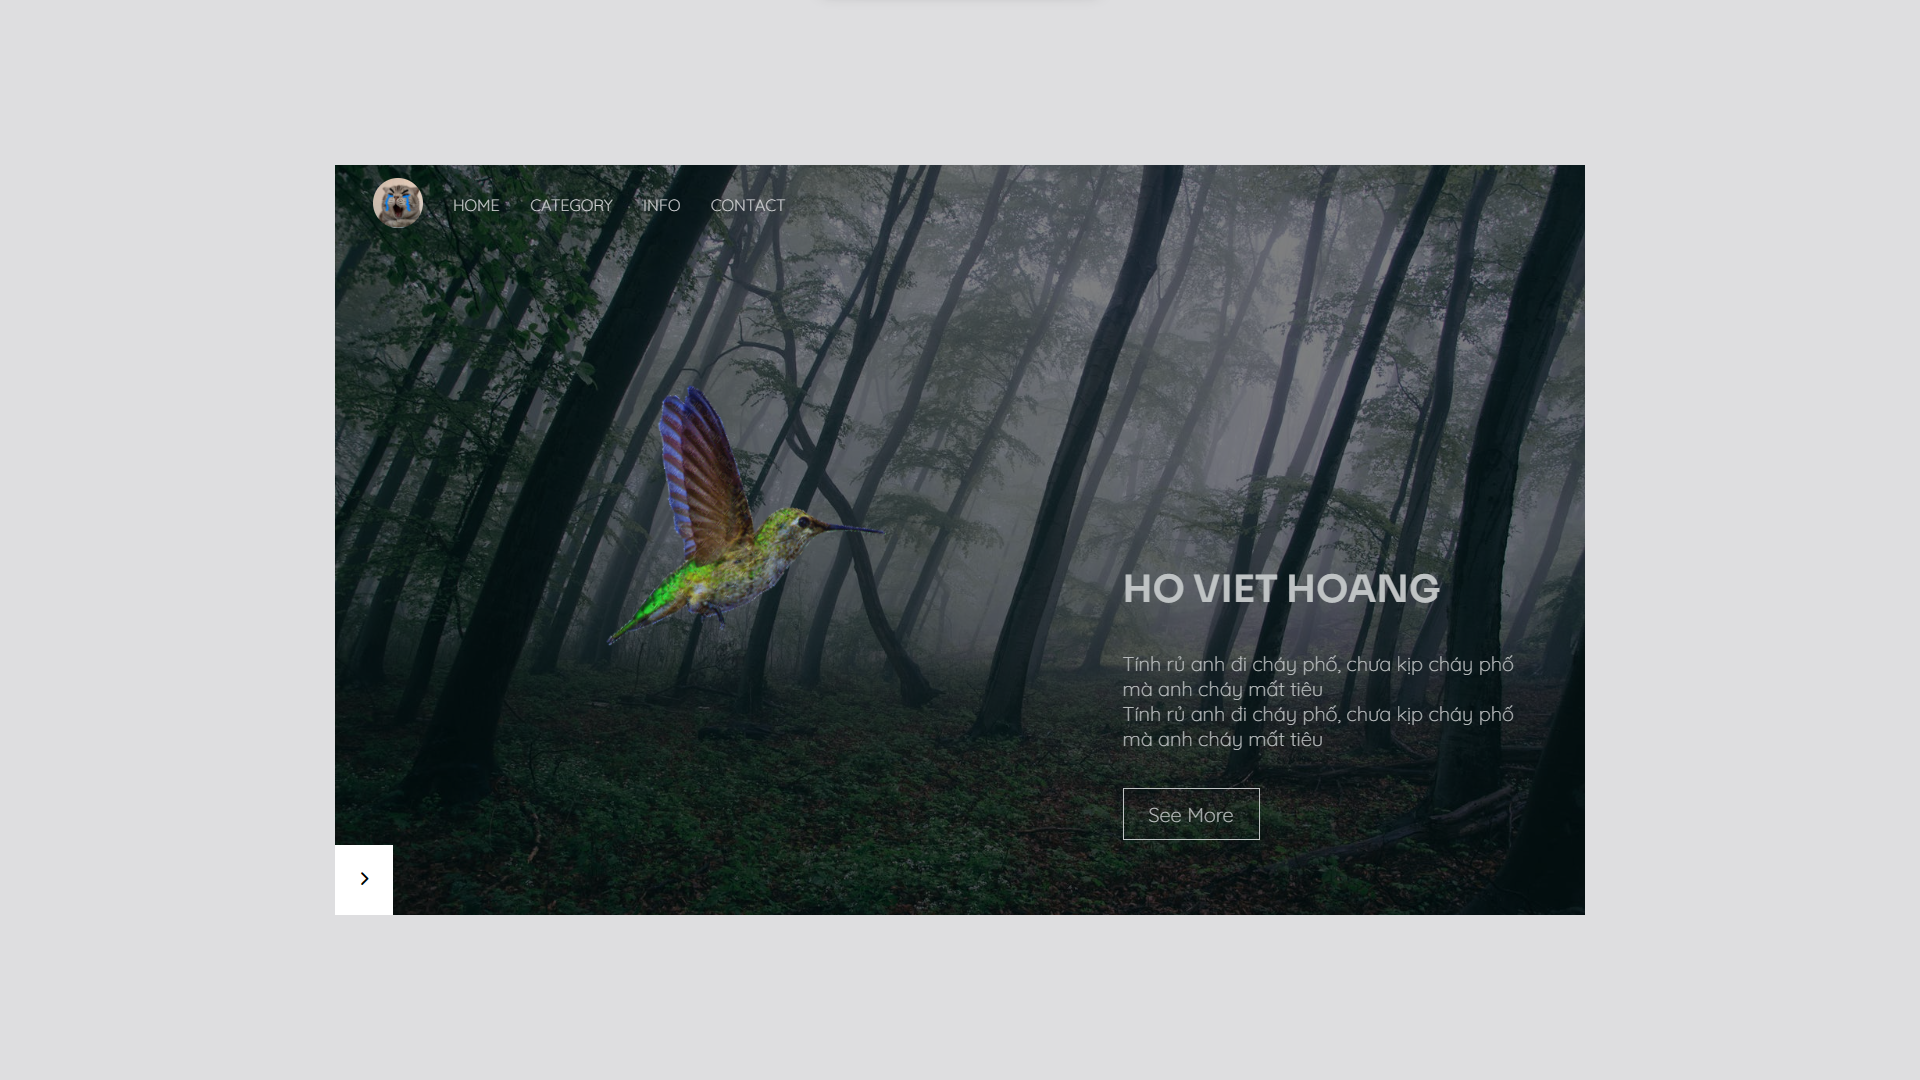 HOME CATEGORY INFO CONTACT
HO VIET HOANG
Tính rủ anh đi cháy phố, chưa kịp cháy phố
mà anh cháy mất tiêu
Tính rủ anh đi cháy phố, chưa kịp cháy phố
mà anh cháy mất tiêu
See More